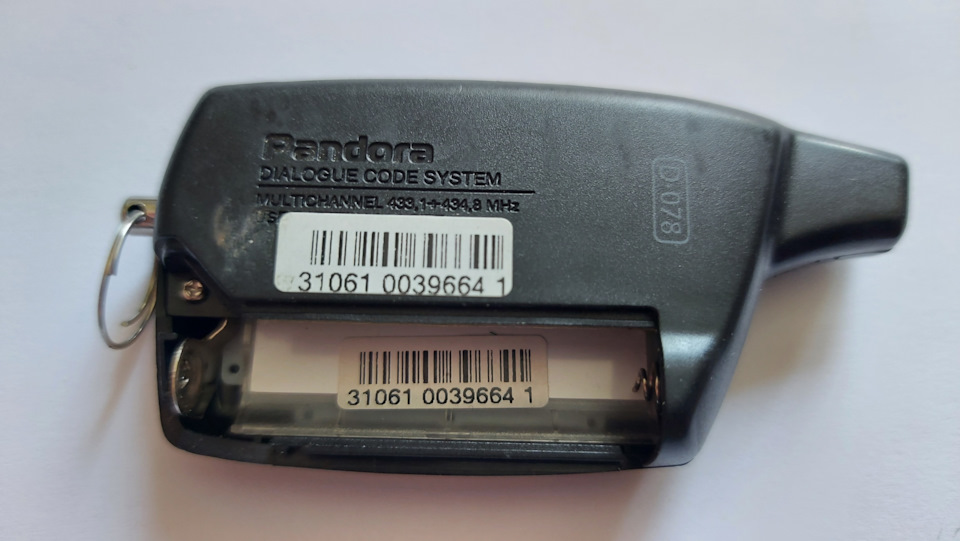 Pandora
DIALOGUE CODE SYSTEM
MULTICHANNEL 433,1÷434,8 MHz
D-078
31061 0039664 1
31061 0039664 1